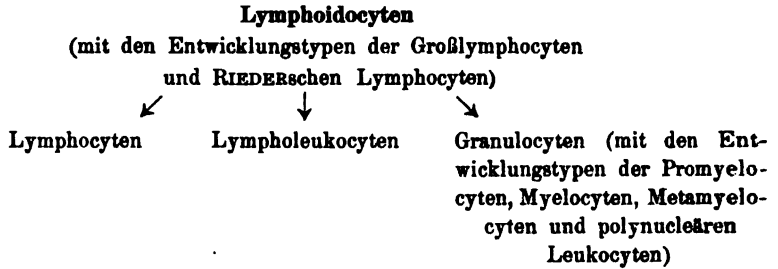 Lymphoidocyten
(mit den Entwicklungstypen der Großlymphocyten
und RIEDERschen Lymphocyten)
Lymphocyten
Lympholeukocyten
Granulocyten (mit den Ent-
wicklungstypen der Promyelo-
cyten, Myelocyten, Metamyelo-
cyten und polynucleären
Leukocyten)